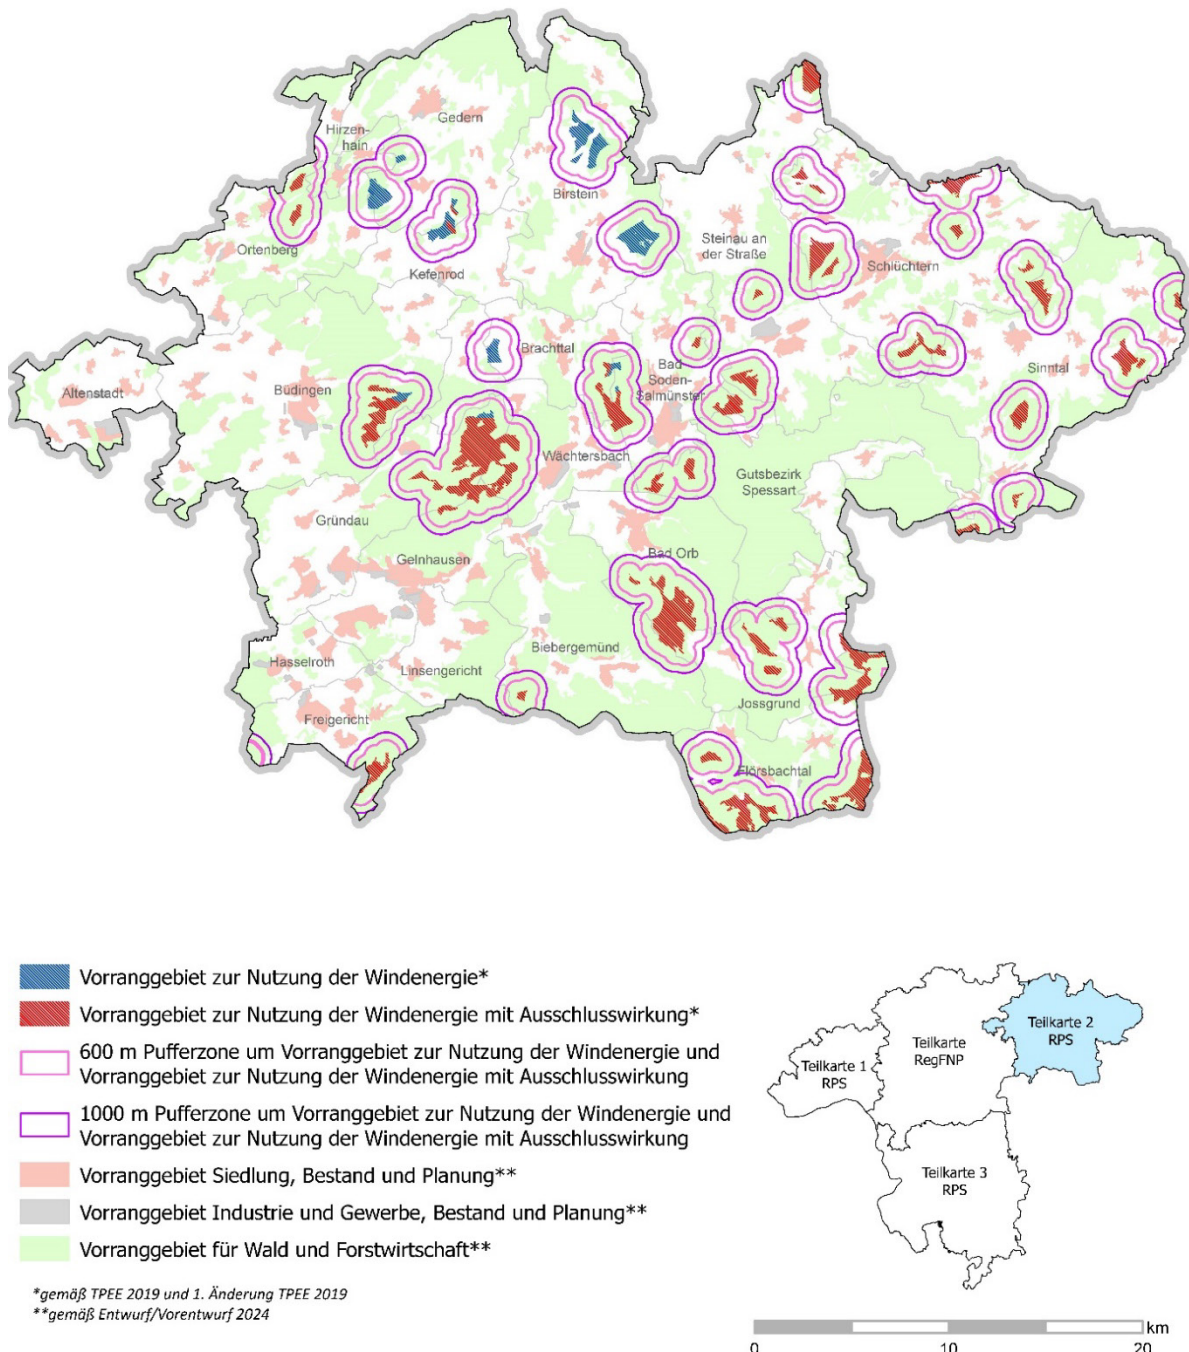 Gedern
Hirzen-
hain
Birstein
Ortenberg
Steinau an
der Straße
Schlüchtern
Kefenrod
Brachttal
Sinntal
Altenstadt
Büdingen
Bad
Soden-
Salmünster
Wächtersbach
Gutsbezirk
Spessart
Gründau
Gelnhausen
Bad Orb
Biebergemünd
Hasselroth
Linsengericht
Jossgrund
Freigericht
Flörsbachtal
Vorranggebiet zur Nutzung der Windenergie*
Vorranggebiet zur Nutzung der Windenergie mit Ausschlusswirkung*
600 m Pufferzone um Vorranggebiet zur Nutzung der Windenergie und
Vorranggebiet zur Nutzung der Windenergie mit Ausschlusswirkung
1000 m Pufferzone um Vorranggebiet zur Nutzung der Windenergie und
Vorranggebiet zur Nutzung der Windenergie mit Ausschlusswirkung
Vorranggebiet Siedlung, Bestand und Planung**
Vorranggebiet Industrie und Gewerbe, Bestand und Planung**
Vorranggebiet für Wald und Forstwirtschaft**
*gemäß TPEE 2019 und 1. Änderung TPEE 2019
**gemäß Entwurf/Vorentwurf 2024
Teilkarte 2
RPS
Teilkarte
RegFNP
Teilkarte 1
RPS
Teilkarte 3
RPS
km
0 10 20